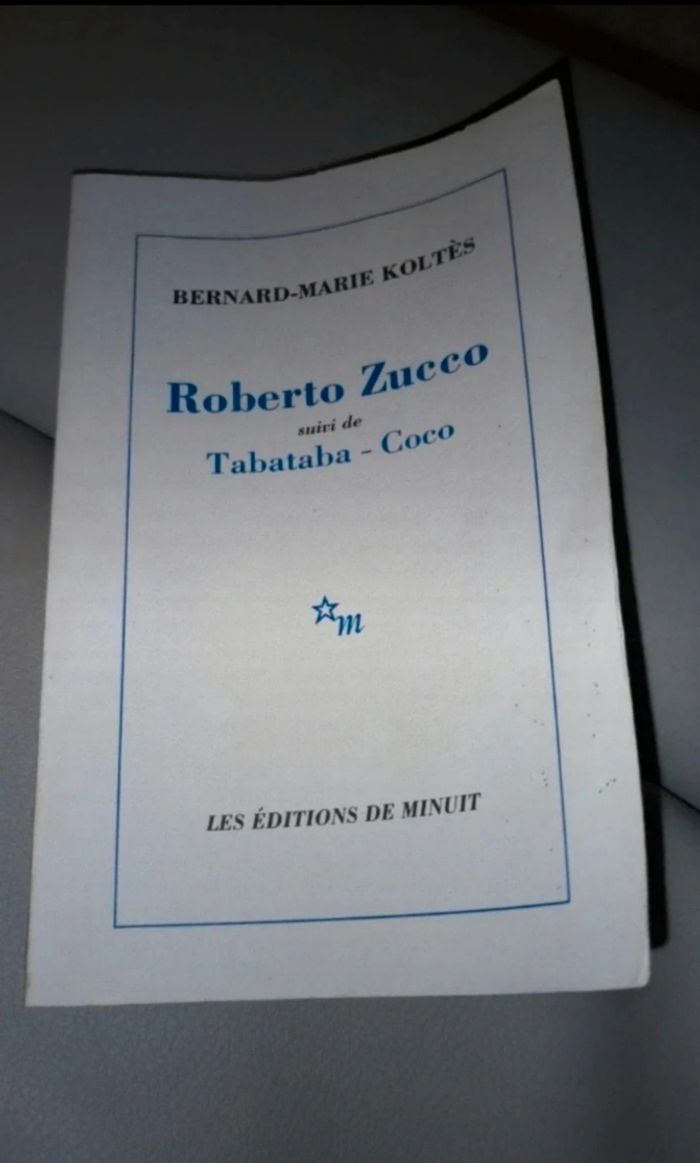 BERNARD-MARIE KOLTÈS
Roberto Zucco
suivi de
Tabataba - Coco
m
LES ÉDITIONS DE MINUIT